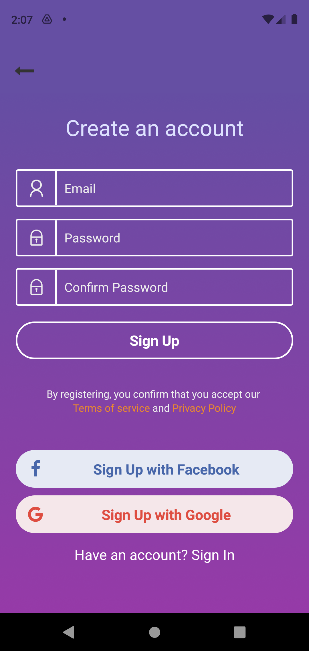 2:07
Create an account
Email
Password
Confirm Password
Sign Up
By registering, you confirm that you accept our
Terms of service and Privacy Policy
Sign Up with Facebook
Sign Up with Google
Have an account? Sign In